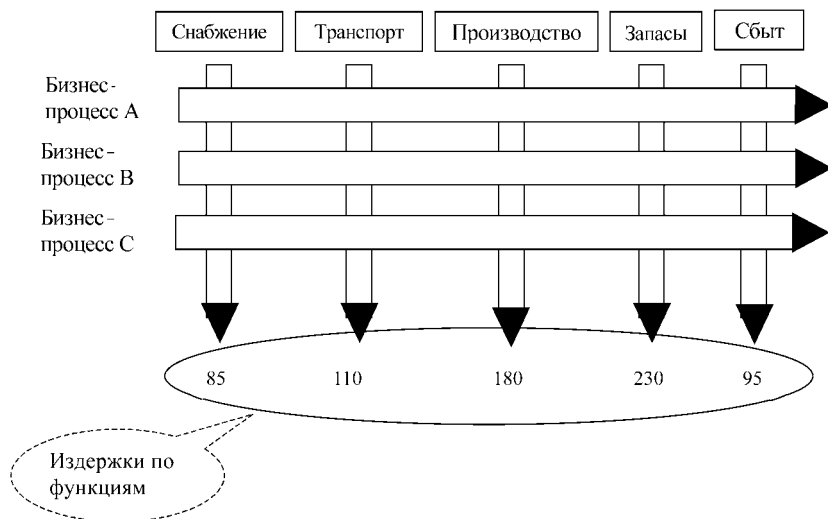 Снабжение
Транспорт
Производство
Запасы
Сбыт
Бизнес-
процесс А
Бизнес-
процесс В
Бизнес-
процесс С
85
110
180
230
95
Издержки по
функциям